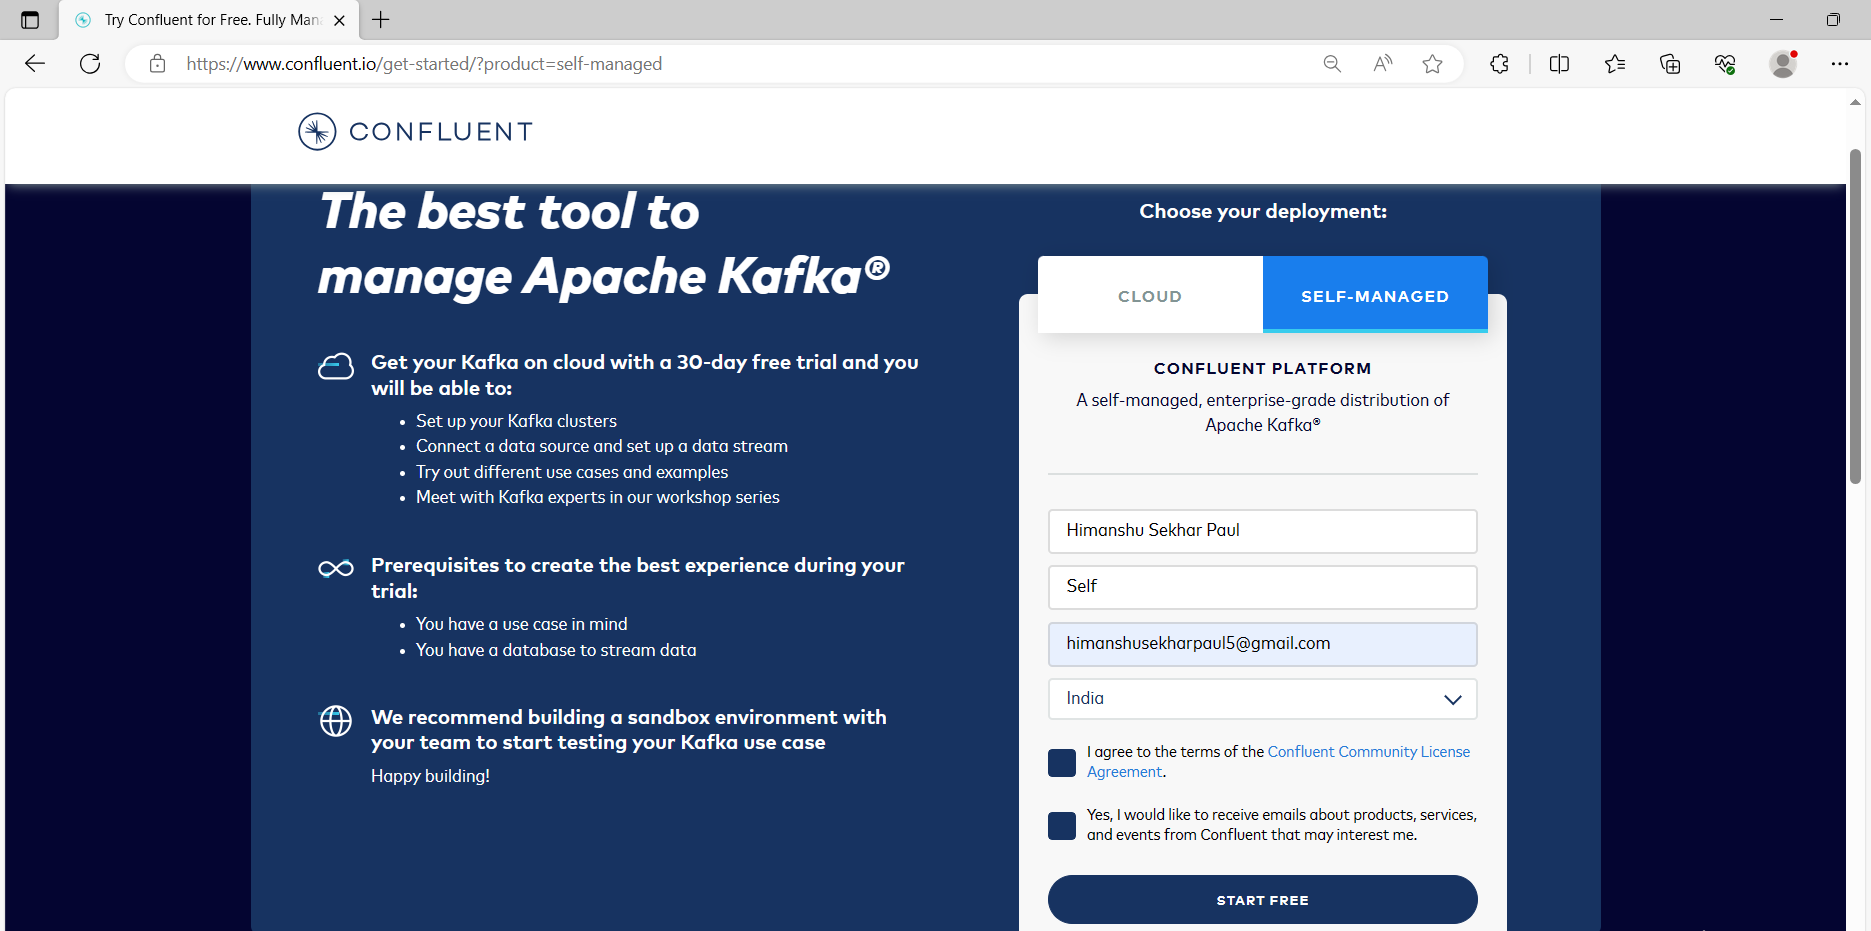 Try Confluent for Free. Fully Man
https://www.confluent.io/get-started/?product=self-managed
CONFLUENT
The best tool to
manage Apache Kafka®
Get your Kafka on cloud with a 30-day free trial and you
will be able to:
• Set up your Kafka clusters
• Connect a data source and set up a data stream
• Try out different use cases and examples
• Meet with Kafka experts in our workshop series
Prerequisites to create the best experience during your
trial:
• You have a use case in mind
• You have a database to stream data
We recommend building a sandbox environment with
your team to start testing your Kafka use case
Happy building!
Choose your deployment:
CLOUD
SELF-MANAGED
CONFLUENT PLATFORM
A self-managed, enterprise-grade distribution of
Apache Kafka®
Himanshu Sekhar Paul
Self
himanshusekharpaul5@gmail.com
India
I agree to the terms of the Confluent Community License
Agreement.
Yes, I would like to receive emails about products, services,
and events from Confluent that may interest me.
START FREE